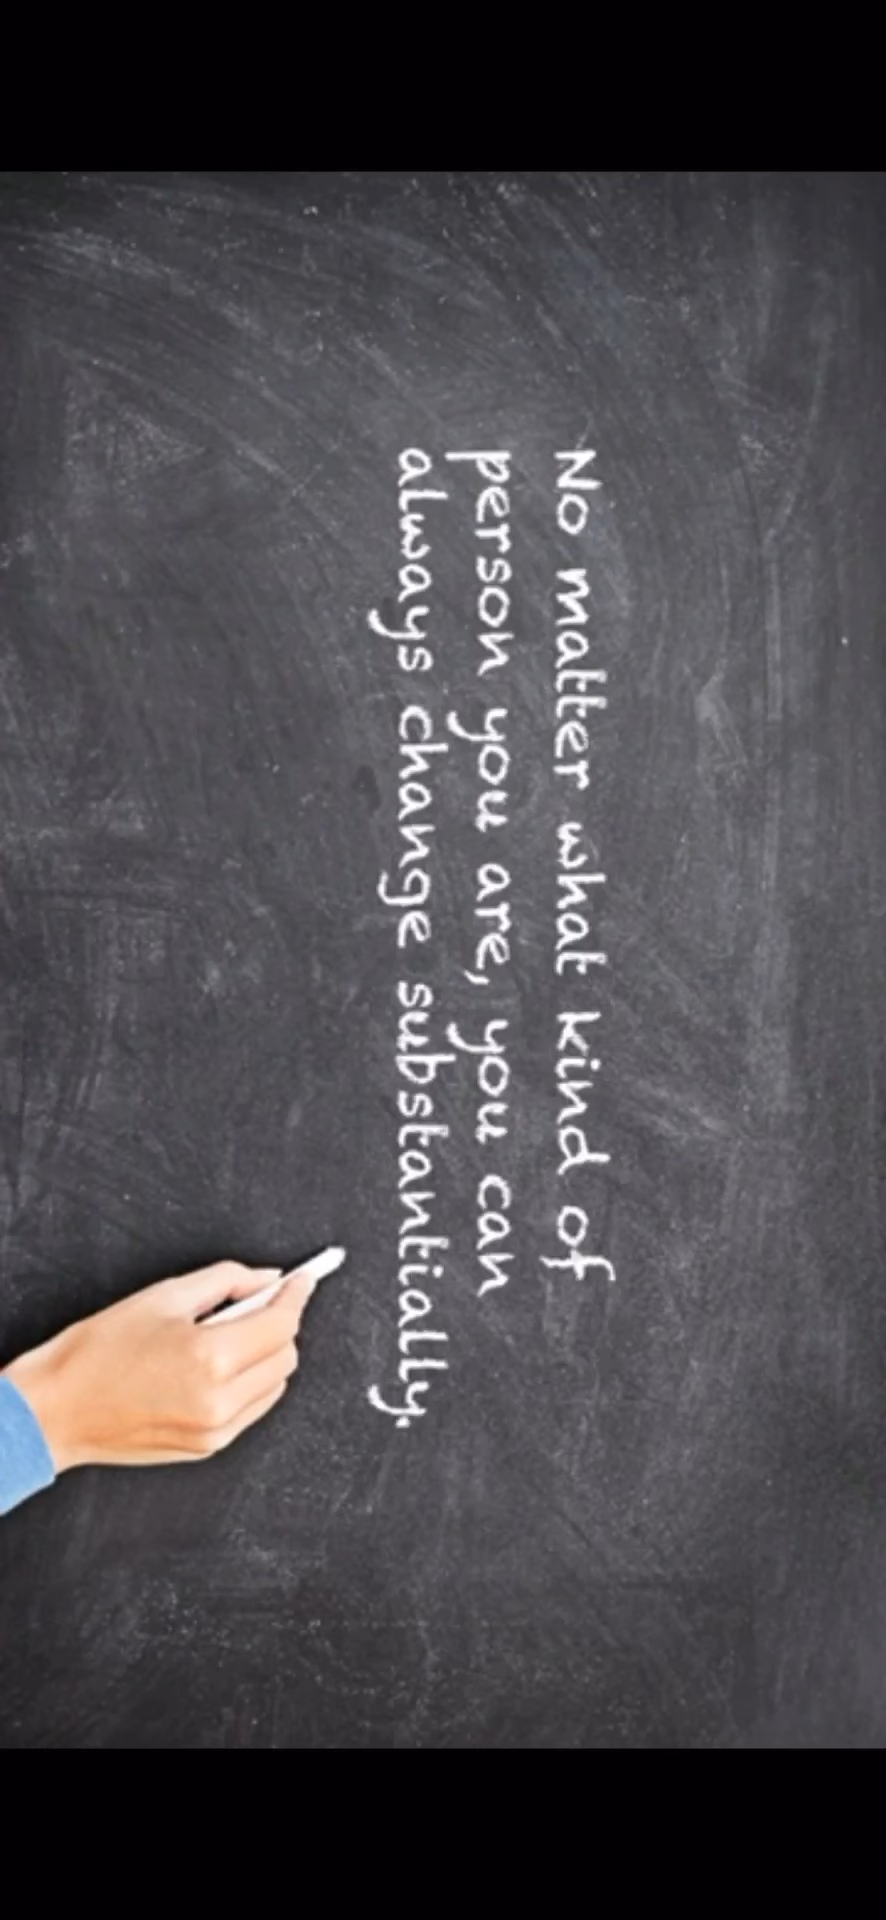 No matter what kind of
person you are, you can
always change substantially.